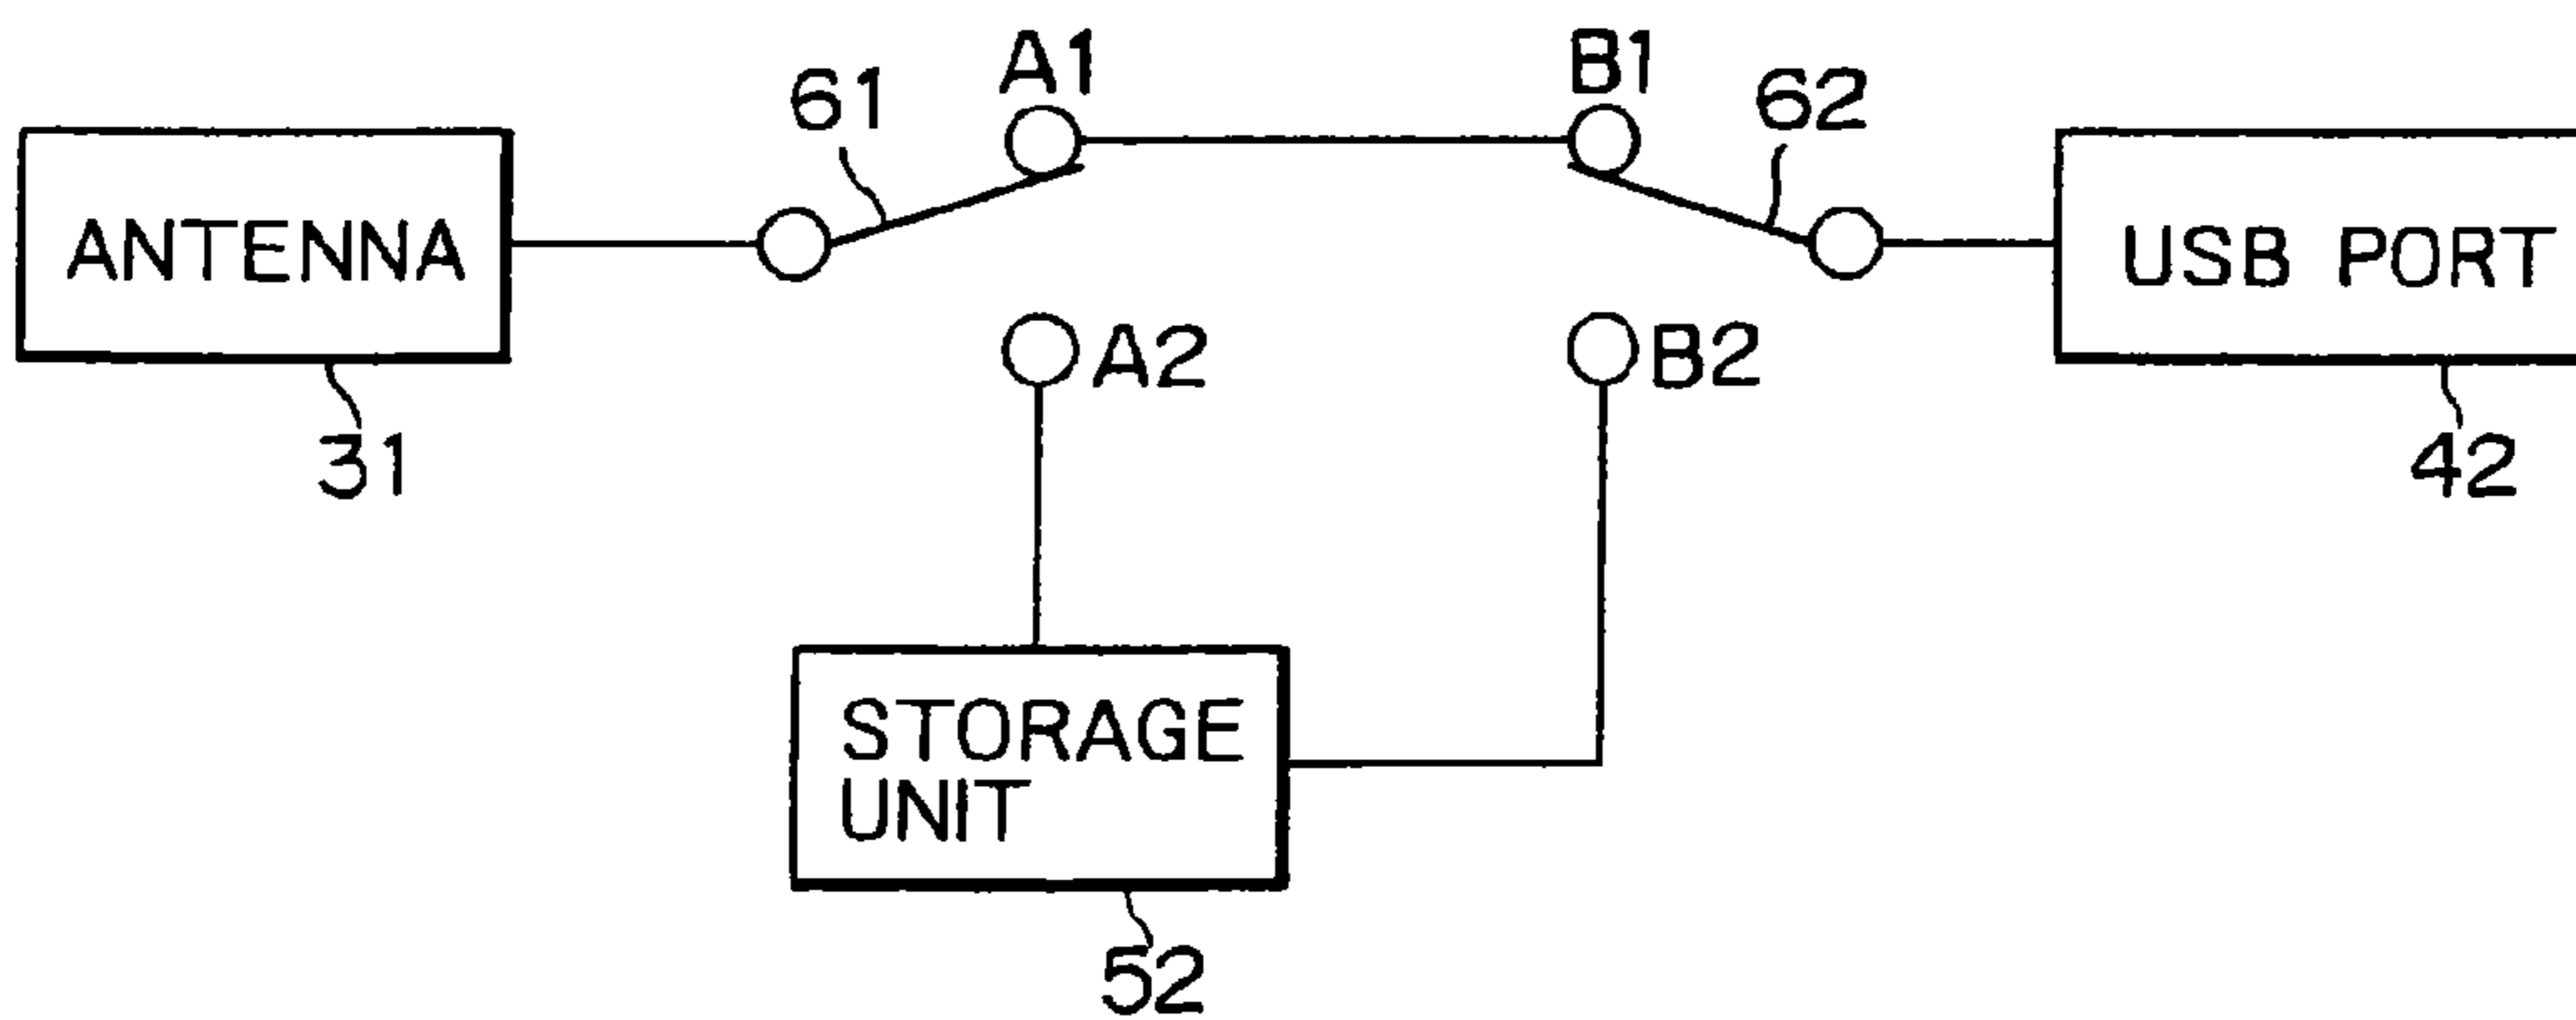 A1
B1
61
62
ANTENNA
USB PORT
A2
B2
31
42
STORAGE
UNIT
52